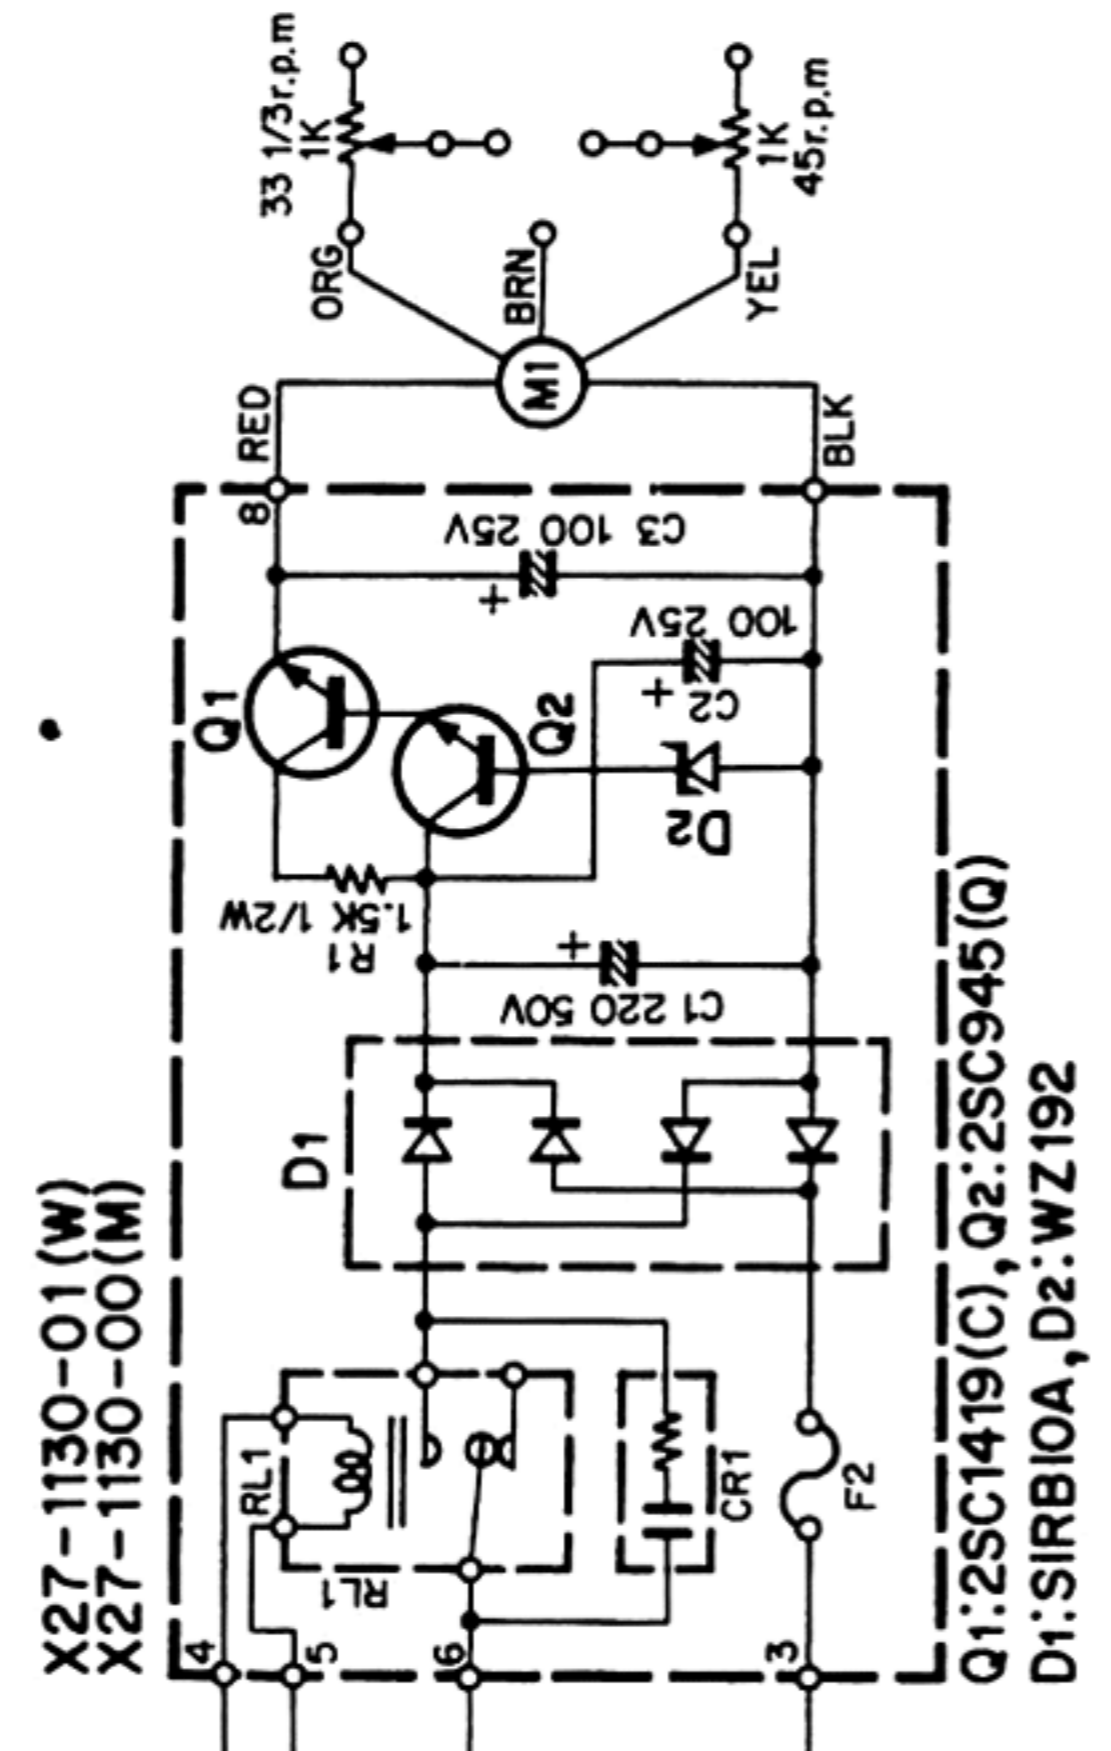 33 1/3r.p.m
1K
1K
45r.p.m
ORG
BRN
YEL
M1
RED
BLK
8
C3 100 25V
100 25V
C2
Q1
Q2
D2
1.5K 1/2W
R1
C1 220 50V
D1
X27-1130-01(W)
X27-1130-00(M)
RL1
RL1
CR1
F2
4
5
6
3
Q1:2SC1419(C),Q2:2SC945(Q)
D1:SIRBIOA,D2:WZ192